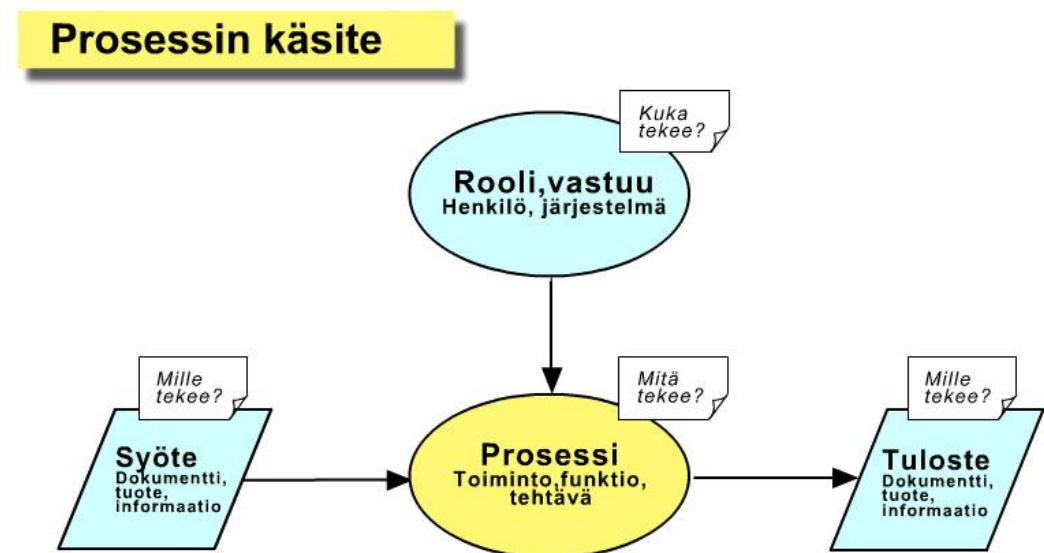 Prosessin käsite
Kuka
tekee?
Rooli,vastuu
Henkilö, järjestelmä
Mille
tekee?
Syöte
Dokumentti,
tuote,
informaatio
Mitä
tekee?
Prosessi
Toiminto,funktio,
tehtävä
Mille
tekee?
Tuloste
Dokumentti,
tuote,
informaatio